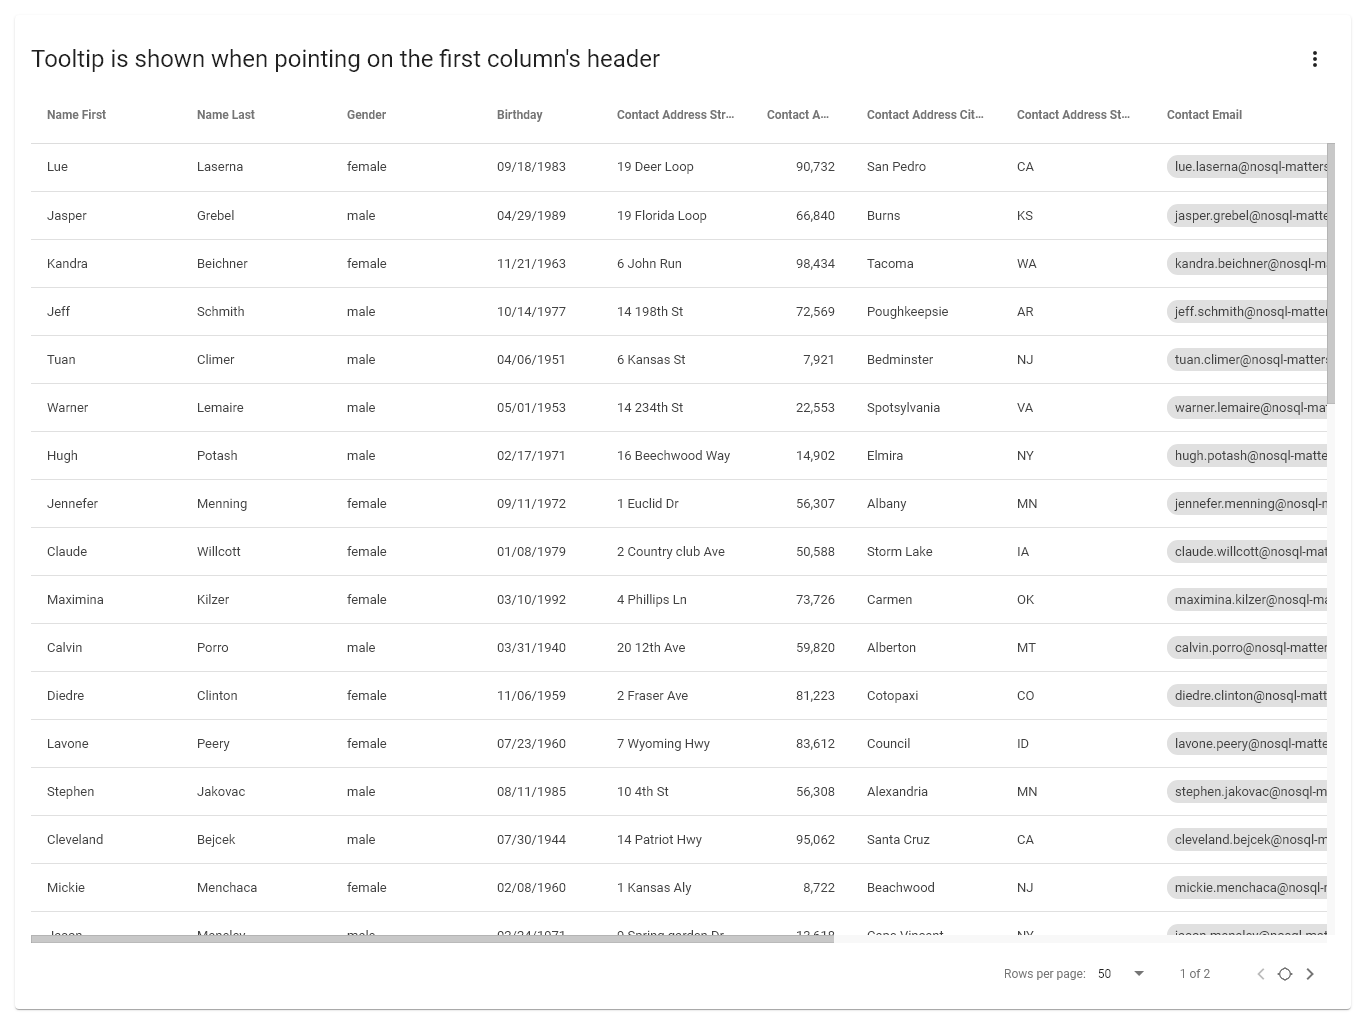 Tooltip is shown when pointing on the first column's header
Name First Name Last Gender Birthday Contact Address Str... Contact A... Contact Address Cit... Contact Address St... Contact Email
Lue Laserna female 09/18/1983 19 Deer Loop 90,732 San Pedro CA lue.laserna@nosql-matters
Jasper Grebel male 04/29/1989 19 Florida Loop 66,840 Burns KS jasper.grebel@nosql-matte
Kandra Beichner female 11/21/1963 6 John Run 98,434 Tacoma WA kandra.beichner@nosql-m
Jeff Schmith male 10/14/1977 14 198th St 72,569 Poughkeepsie AR jeff.schmith@nosql-matter
Tuan Climer male 04/06/1951 6 Kansas St 7,921 Bedminster NJ tuan.climer@nosql-matters
Warner Lemaire male 05/01/1953 14 234th St 22,553 Spotsylvania VA warner.lemaire@nosql-mat
Hugh Potash male 02/17/1971 16 Beechwood Way 14,902 Elmira NY hugh.potash@nosql-matte
Jennefer Menning female 09/11/1972 1 Euclid Dr 56,307 Albany MN jennefer.menning@nosql-n
Claude Willcott female 01/08/1979 2 Country club Ave 50,588 Storm Lake IA claude.willcott@nosql-mat
Maximina Kilzer female 03/10/1992 4 Phillips Ln 73,726 Carmen OK maximina.kilzer@nosql-ma
Calvin Porro male 03/31/1940 20 12th Ave 59,820 Alberton MT calvin.porro@nosql-matter
Diedre Clinton female 11/06/1959 2 Fraser Ave 81,223 Cotopaxi CO diedre.clinton@nosql-matt
Lavone Peery female 07/23/1960 7 Wyoming Hwy 83,612 Council ID lavone.peery@nosql-matte
Stephen Jakovac male 08/11/1985 10 4th St 56,308 Alexandria MN stephen.jakovac@nosql-m
Cleveland Bejcek male 07/30/1944 14 Patriot Hwy 95,062 Santa Cruz CA cleveland.bejcek@nosql-m
Mickie Menchaca female 02/08/1960 1 Kansas Aly 8,722 Beachwood NJ mickie.menchaca@nosql-r
Rows per page: 50 1 of 2